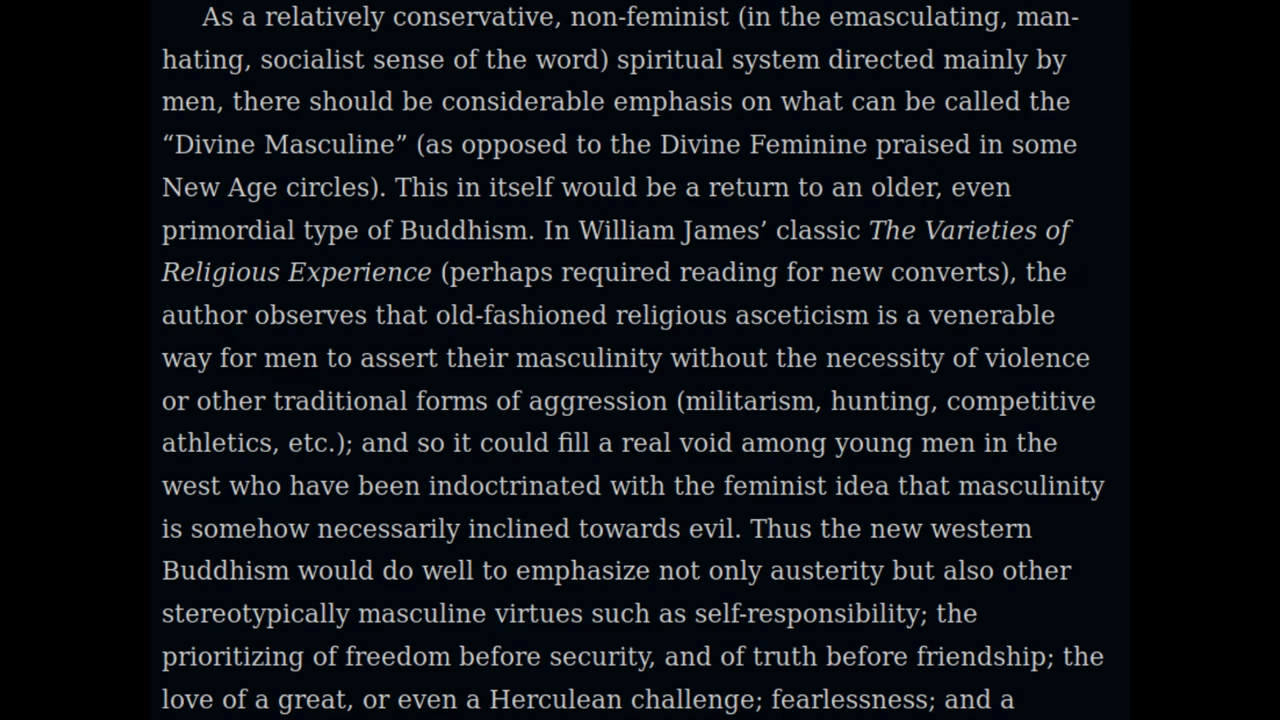 As a relatively conservative, non-feminist (in the emasculating, man-
hating, socialist sense of the word) spiritual system directed mainly by
men, there should be considerable emphasis on what can be called the
“Divine Masculine” (as opposed to the Divine Feminine praised in some
New Age circles). This in itself would be a return to an older, even
primordial type of Buddhism. In William James’ classic The Varieties of
Religious Experience (perhaps required reading for new converts), the
author observes that old-fashioned religious asceticism is a venerable
way for men to assert their masculinity without the necessity of violence
or other traditional forms of aggression (militarism, hunting, competitive
athletics, etc.); and so it could fill a real void among young men in the
west who have been indoctrinated with the feminist idea that masculinity
is somehow necessarily inclined towards evil. Thus the new western
Buddhism would do well to emphasize not only austerity but also other
stereotypically masculine virtues such as self-responsibility; the
prioritizing of freedom before security, and of truth before friendship; the
love of a great, or even a Herculean challenge; fearlessness; and a